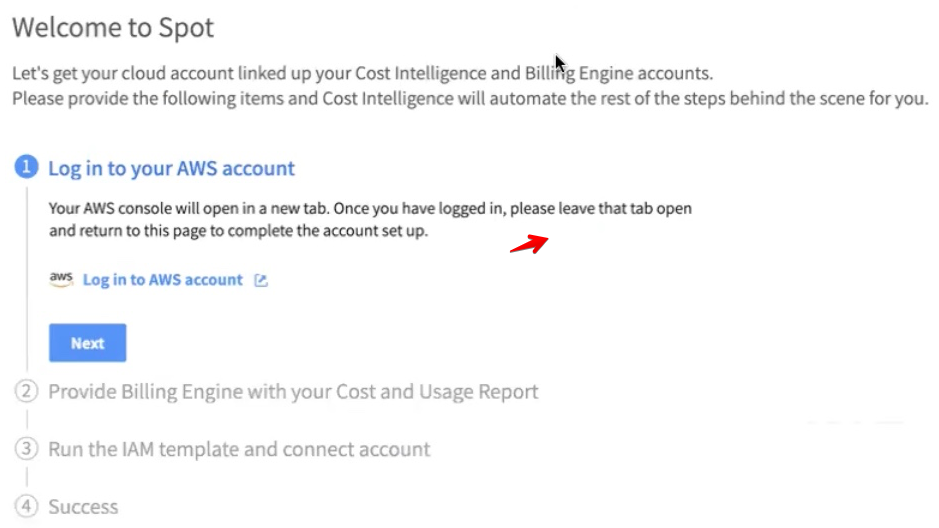 Welcome to Spot
Let's get your cloud account linked up your Cost Intelligence and Billing Engine accounts.
Please provide the following items and Cost Intelligence will automate the rest of the steps behind the scene for you.
1 Log in to your AWS account
Your AWS console will open in a new tab. Once you have logged in, please leave that tab open
and return to this page to complete the account set up.
aws Log in to AWS account
Next
2 Provide Billing Engine with your Cost and Usage Report
3 Run the IAM template and connect account
4 Success